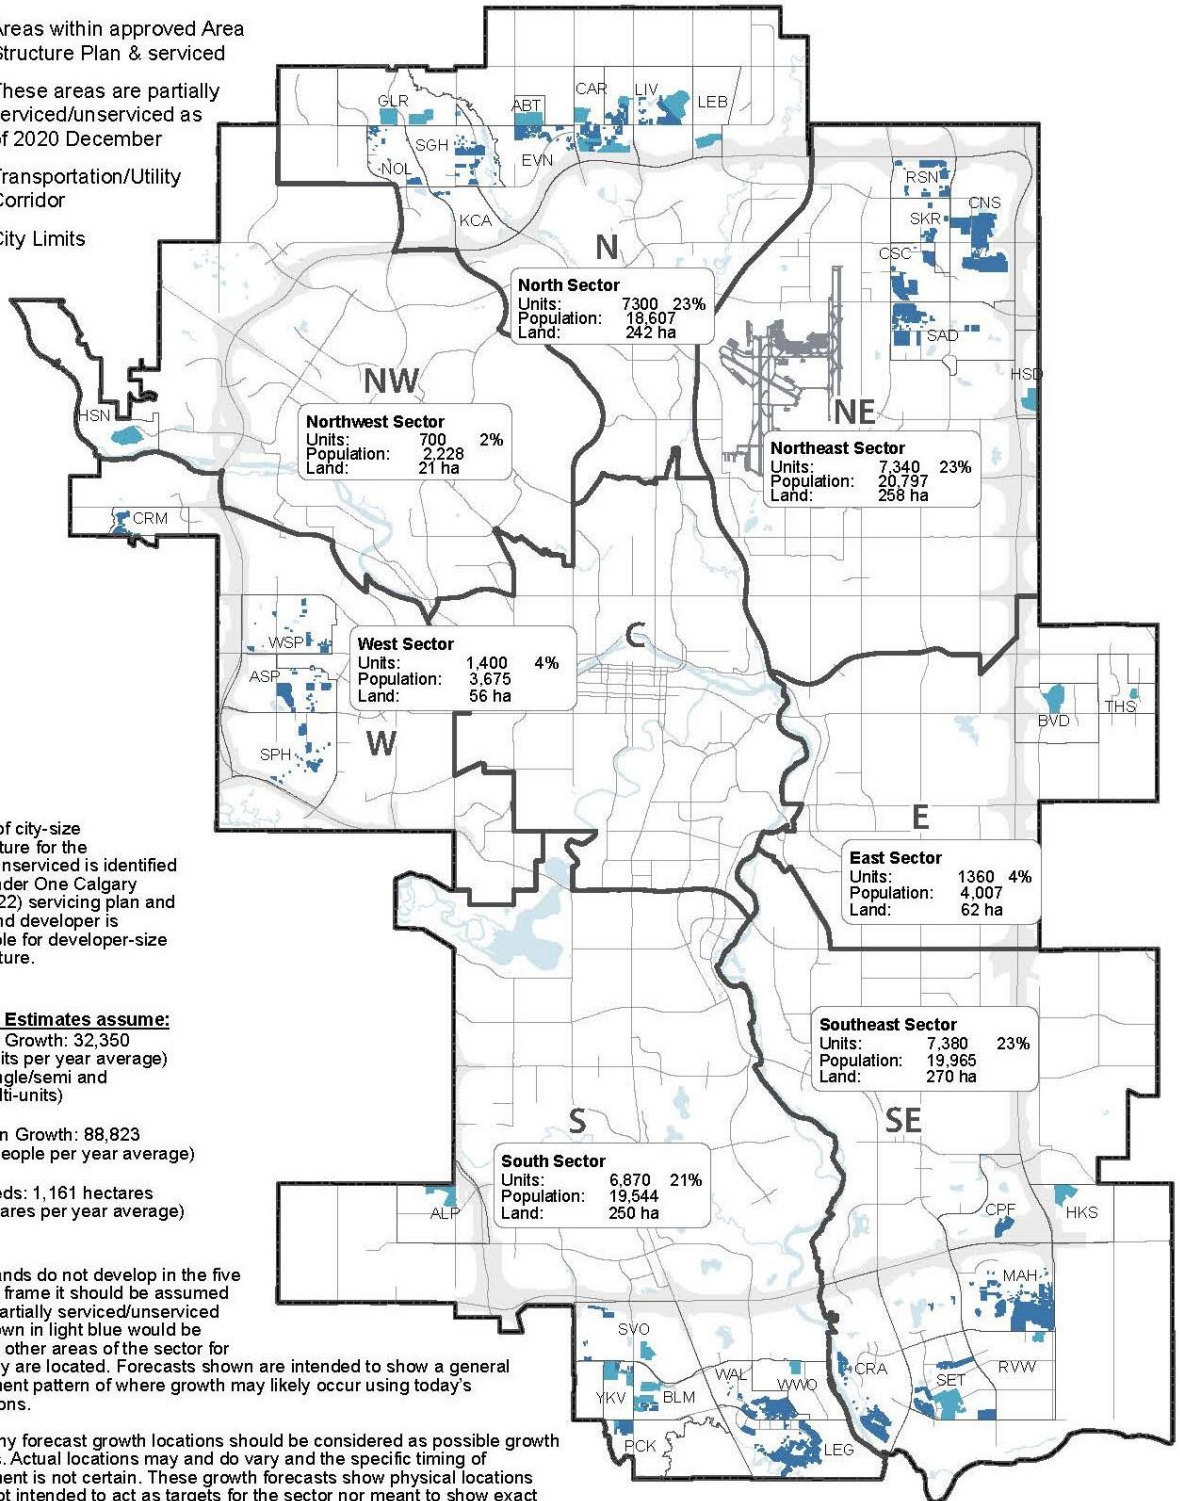 Areas within approved Area
Structure Plan & serviced
These areas are partially
serviced/unserviced as
of 2020 December
Transportation/Utility
Corridor
City Limits
GLR
ABT
CAR
LIV
LEB
SGH
NOL
EVN
KCA
RSN
CNS
SKR
CSC
SAD
HSD
N
North Sector
Units: 7300 23%
Population: 18,607
Land: 242 ha
NW
HSN
Northwest Sector
Units: 700 2%
Population: 2,228
Land: 21 ha
NE
Northeast Sector
Units: 7,340 23%
Population: 20,797
Land: 258 ha
CRM
C
WSP
ASP
SPH
West Sector
Units: 1,400 4%
Population: 3,675
Land: 56 ha
W
BVD
THS
E
East Sector
Units: 1360 4%
Population: 4,007
Land: 62 ha
of city-size
ture for the
nserviced is identified
nder One Calgary
22) servicing plan and
nd developer is
ple for developer-size
ture.
Estimates assume:
Growth: 32,350
its per year average)
ngle/semi and
lti-units)
n Growth: 88,823
eople per year average)
eds: 1,161 hectares
ares per year average)
Southeast Sector
Units: 7,380 23%
Population: 19,965
Land: 270 ha
S
SE
South Sector
Units: 6,870 21%
Population: 19,544
Land: 250 ha
ALP
CPF
HKS
MAH
SVO
CRA
RVW
SET
WAL
WWO
YKV
BLM
PCK
LEG
ands do not develop in the five
frame it should be assumed
partially serviced/unserviced
own in light blue would be
other areas of the sector for
y are located. Forecasts shown are intended to show a general
ment pattern of where growth may likely occur using today's
ons.
ny forecast growth locations should be considered as possible growth
s. Actual locations may and do vary and the specific timing of
ment is not certain. These growth forecasts show physical locations
ot intended to act as targets for the sector nor meant to show exact